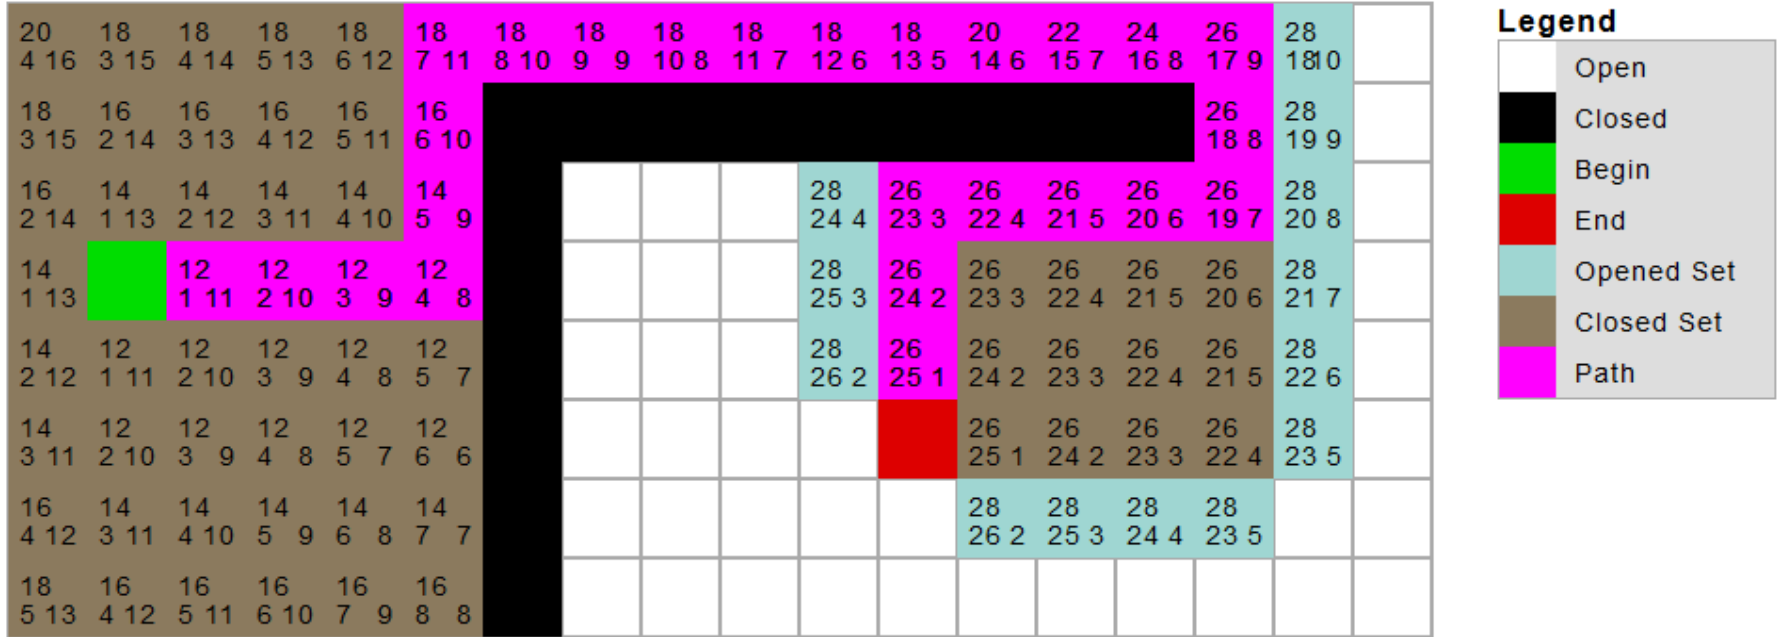 20 18 18 18 18 18 18 18 18 18 18 18 20 22 24 26 28
4 16 3 15 4 14 5 13 6 12 7 11 8 10 9 9 10 8 11 7 12 6 13 5 14 6 15 7 16 8 17 9 1810
18 16 16 16 16 16 26 28
3 15 2 14 3 13 4 12 5 11 6 10 18 8 19 9
16 14 14 14 14 14 28 26 26 26 26 26 28
2 14 1 13 2 12 3 11 4 10 5 9 24 4 23 3 22 4 21 5 20 6 19 7 20 8
14 12 12 12 12 28 26 26 26 26 26 28
1 13 1 11 2 10 3 9 4 8 25 3 24 2 23 3 22 4 21 5 20 6 21 7
14 12 12 12 12 12 28 26 26 26 26 26 28
2 12 1 11 2 10 3 9 4 8 5 7 26 2 25 1 24 2 23 3 22 4 21 5 22 6
14 12 12 12 12 12 26 26 26 26 28
3 11 2 10 3 9 4 8 5 7 6 6 25 1 24 2 23 3 22 4 23 5
16 14 14 14 14 14 28 28 28 28
4 12 3 11 4 10 5 9 6 8 7 7 26 2 25 3 24 4 23 5
18 16 16 16 16 16
5 13 4 12 5 11 6 10 7 9 8 8
Legend
Open
Closed
Begin
End
Opened Set
Closed Set
Path